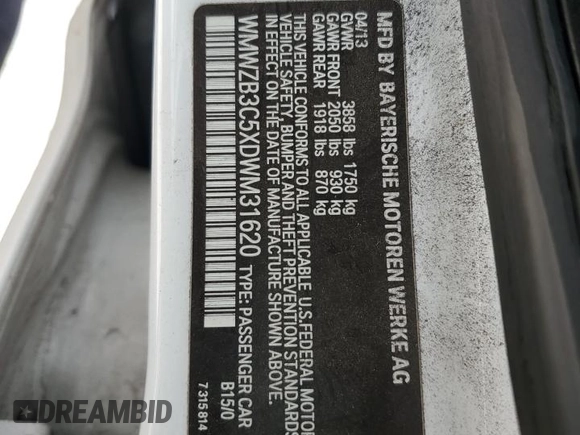 MFD BY BAYERISCHE MOTOREN WERKE AG
04/13
GVWR 3858 lbs 1750 kg
GAWR FRONT 2050 lbs 930 kg
GAWR REAR 1918 lbs 870 kg
THIS VEHICLE CONFORMS TO ALL APPLICABLE U.S.FEDERAL MOTOR
VEHICLE SAFETY, BUMPER AND THEFT PREVENTION STANDARDS
IN EFFECT ON THE DATE OF MANUFACTURE SHOWN ABOVE.
WMWZB3C5XDWM31620 TYPE: PASSENGER CAR
B15/0
7315814
DREAMBID